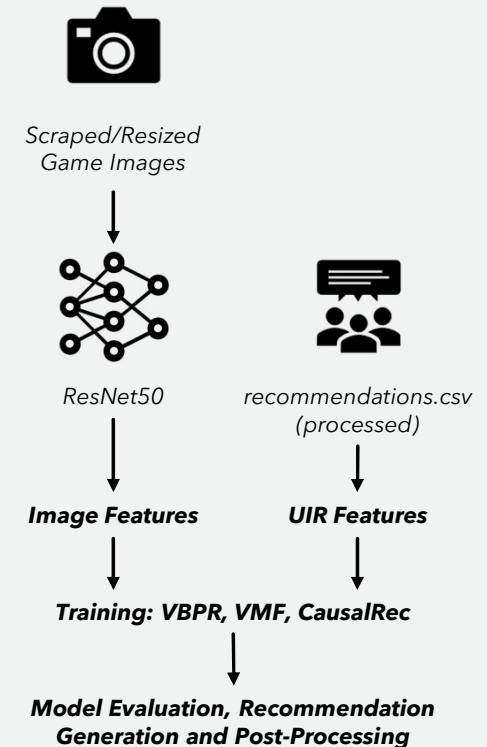 Scraped/Resized
Game Images
ResNet50
recommendations.csv
(processed)
Image Features
UIR Features
Training: VBPR, VMF, CausalRec
Model Evaluation, Recommendation
Generation and Post-Processing